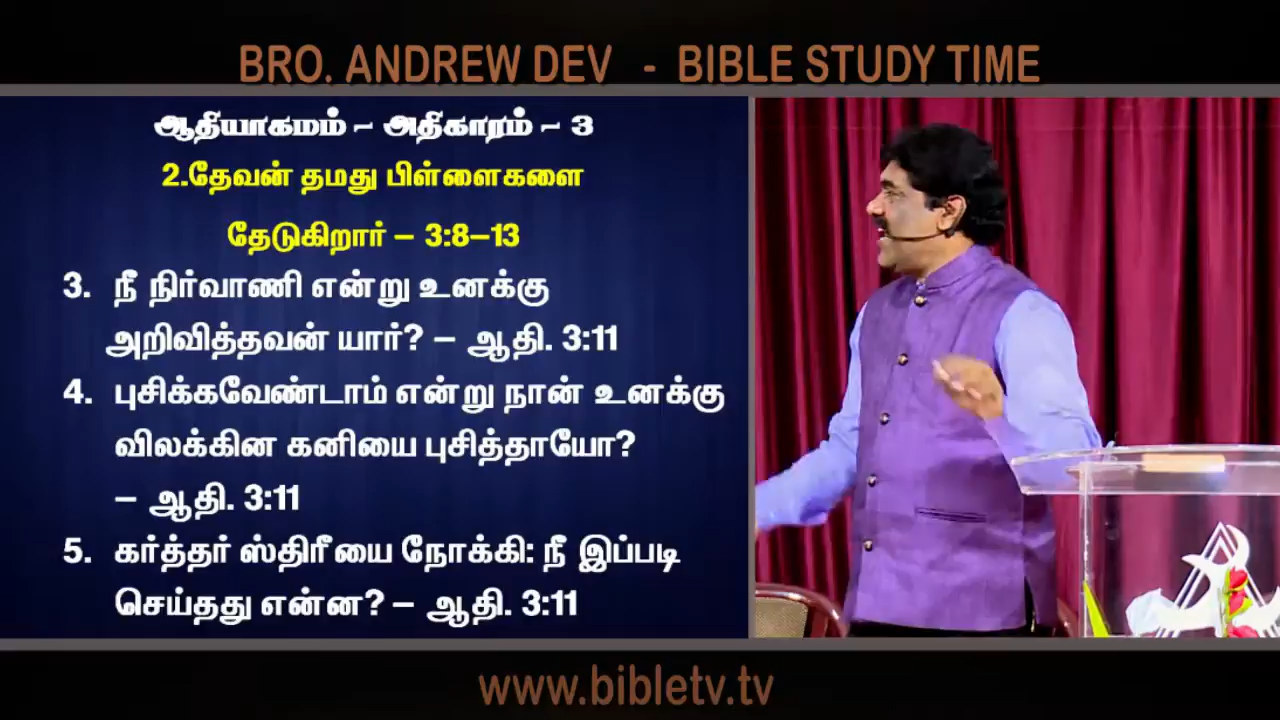 BRO. ANDREW DEV - BIBLE STUDY TIME
ஆதியாகமம் – அதிகாரம் – 3
2.தேவன் தமது பிள்ளைகளை
தேடுகிறார் – 3:8–13
3. நீ நிர்வாணி என்று உனக்கு
அறிவித்தவன் யார்? – ஆதி. 3:11
4. புசிக்கவேண்டாம் என்று நான் உனக்கு
விலக்கின கனியை புசித்தாயோ?
– ஆதி. 3:11
5. கர்த்தர் ஸ்திரீயை நோக்கி: நீ இப்படி
செய்தது என்ன? – ஆதி. 3:11
www.bibletv.tv